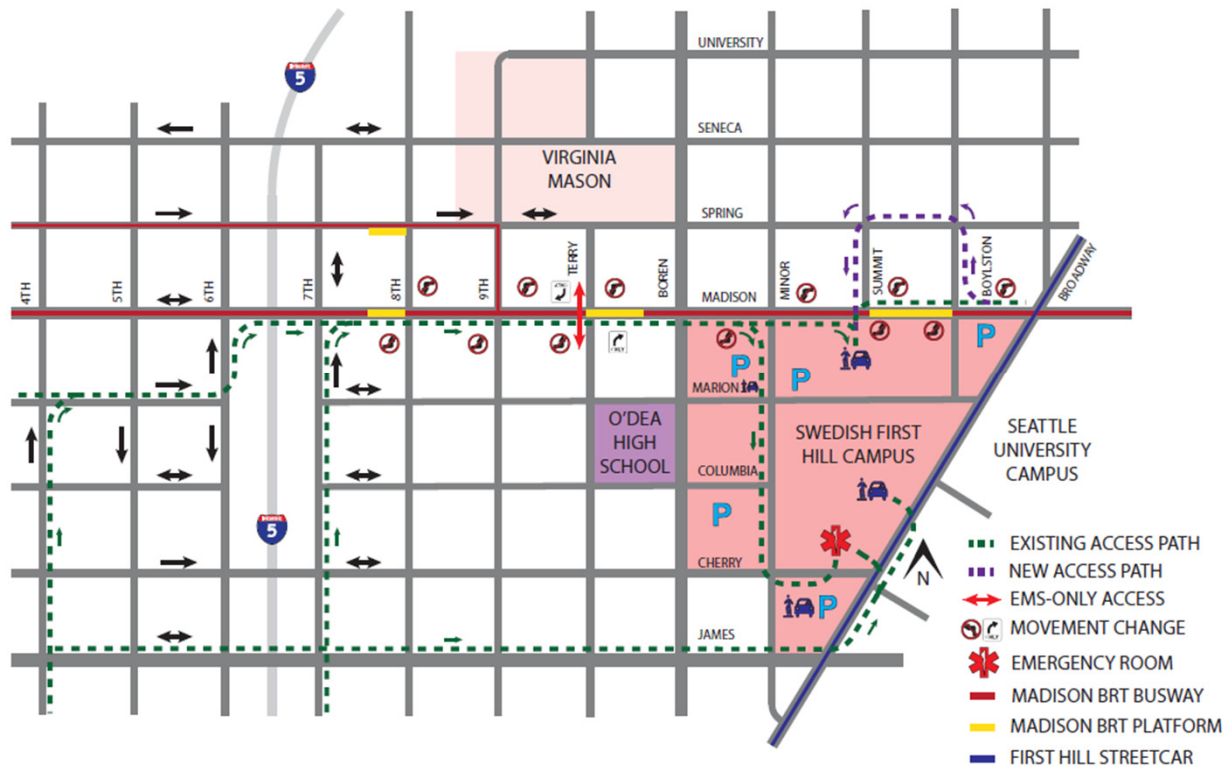 UNIVERSITY
5
SENECA
VIRGINIA
MASON
SPRING
4TH
5TH
6TH
7TH
8TH
9TH
TERRY
BOREN
MADISON
MINOR
SUMMIT
BOYLSTON
BROADWAY
P
P
P
MARION
O'DEA
HIGH
SCHOOL
SWEDISH FIRST
HILL CAMPUS
SEATTLE
UNIVERSITY
CAMPUS
COLUMBIA
P
5
CHERRY
P
JAMES
N
EXISTING ACCESS PATH
NEW ACCESS PATH
EMS-ONLY ACCESS
MOVEMENT CHANGE
EMERGENCY ROOM
MADISON BRT BUSWAY
MADISON BRT PLATFORM
FIRST HILL STREETCAR